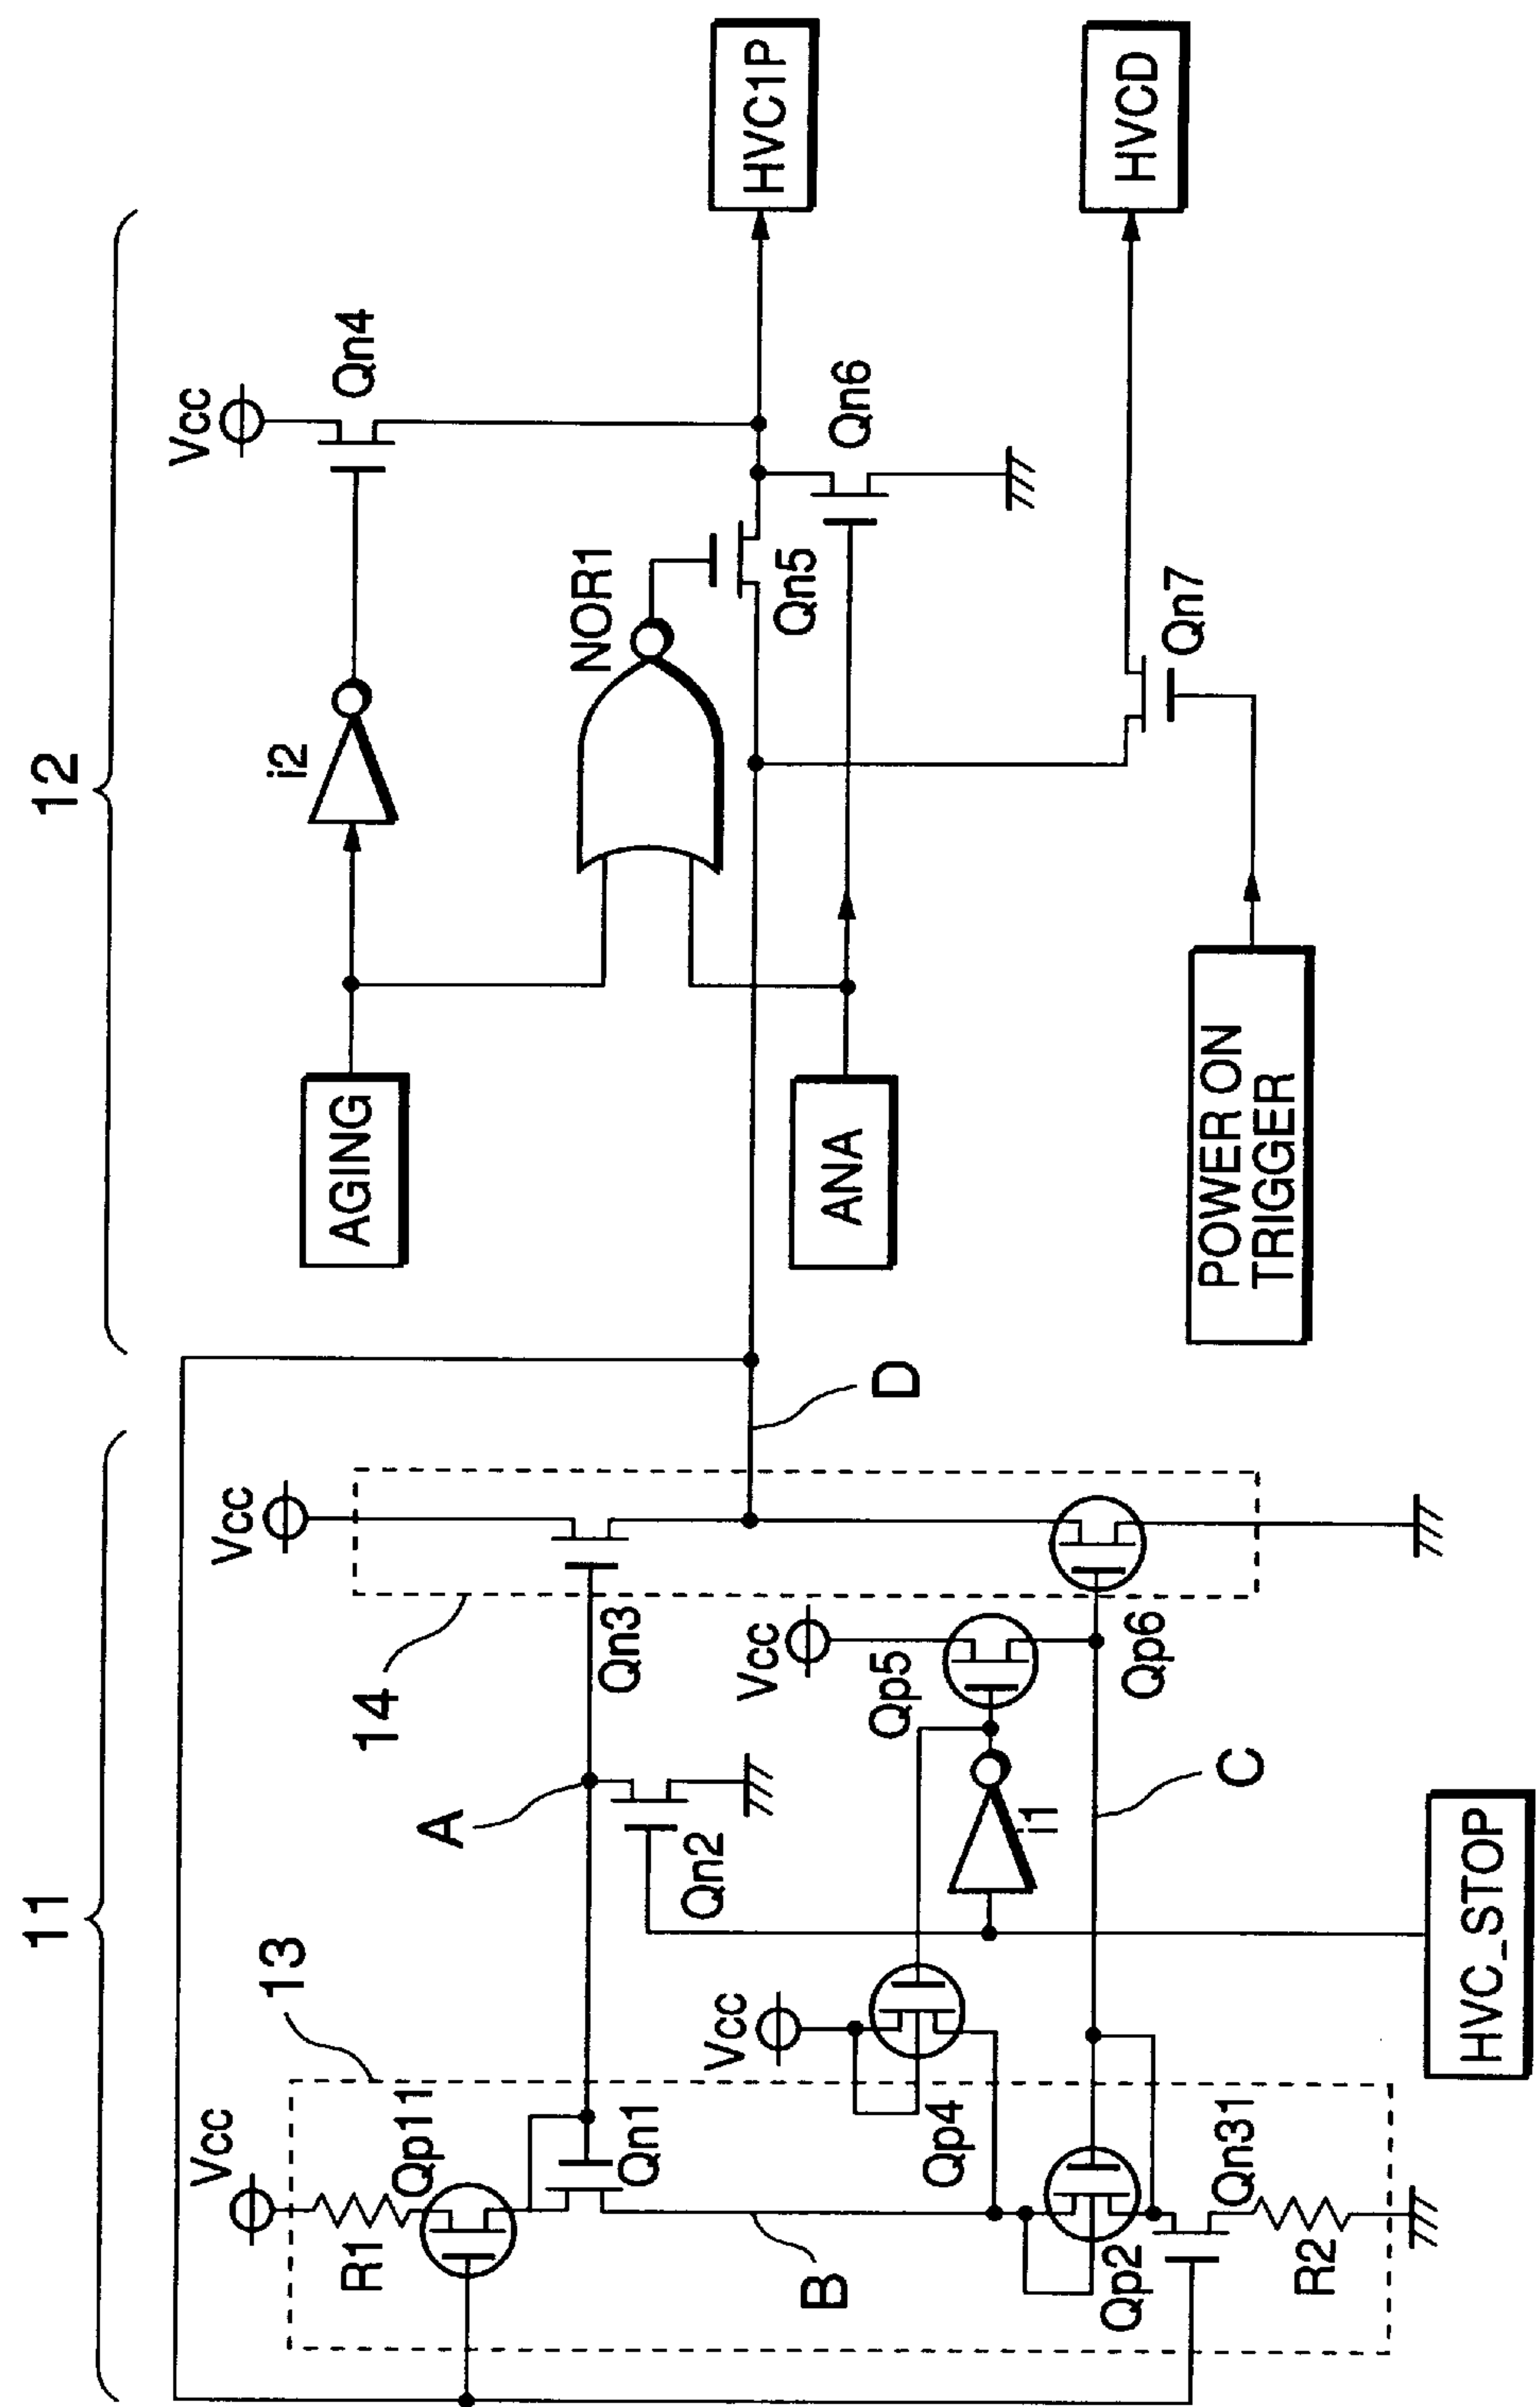 11
12
13
14
Vcc
R1
Qp11
Qn1
A
Qn2
Qn3
Vcc
B
Vcc
Qp4
i1
Qp5
Vcc
Qp2
Qn31
R2
C
Qp6
D
HVC_STOP
AGING
i2
Vcc
Qn4
NOR1
Qn5
Qn6
HVC1P
ANA
Qn7
HVCD
POWER ON
TRIGGER